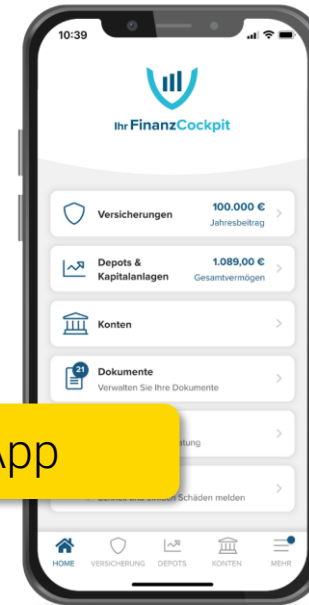 10:39
Ihr FinanzCockpit
Versicherungen
100.000 €
Jahresbeitrag
Depots &
Kapitalanlagen
1.089,00 €
Gesamtvermögen
Konten
21
Dokumente
Verwalten Sie Ihre Dokumente
App
Schäden melden
HOME VERSICHERUNG DEPOTS KONTEN MEHR